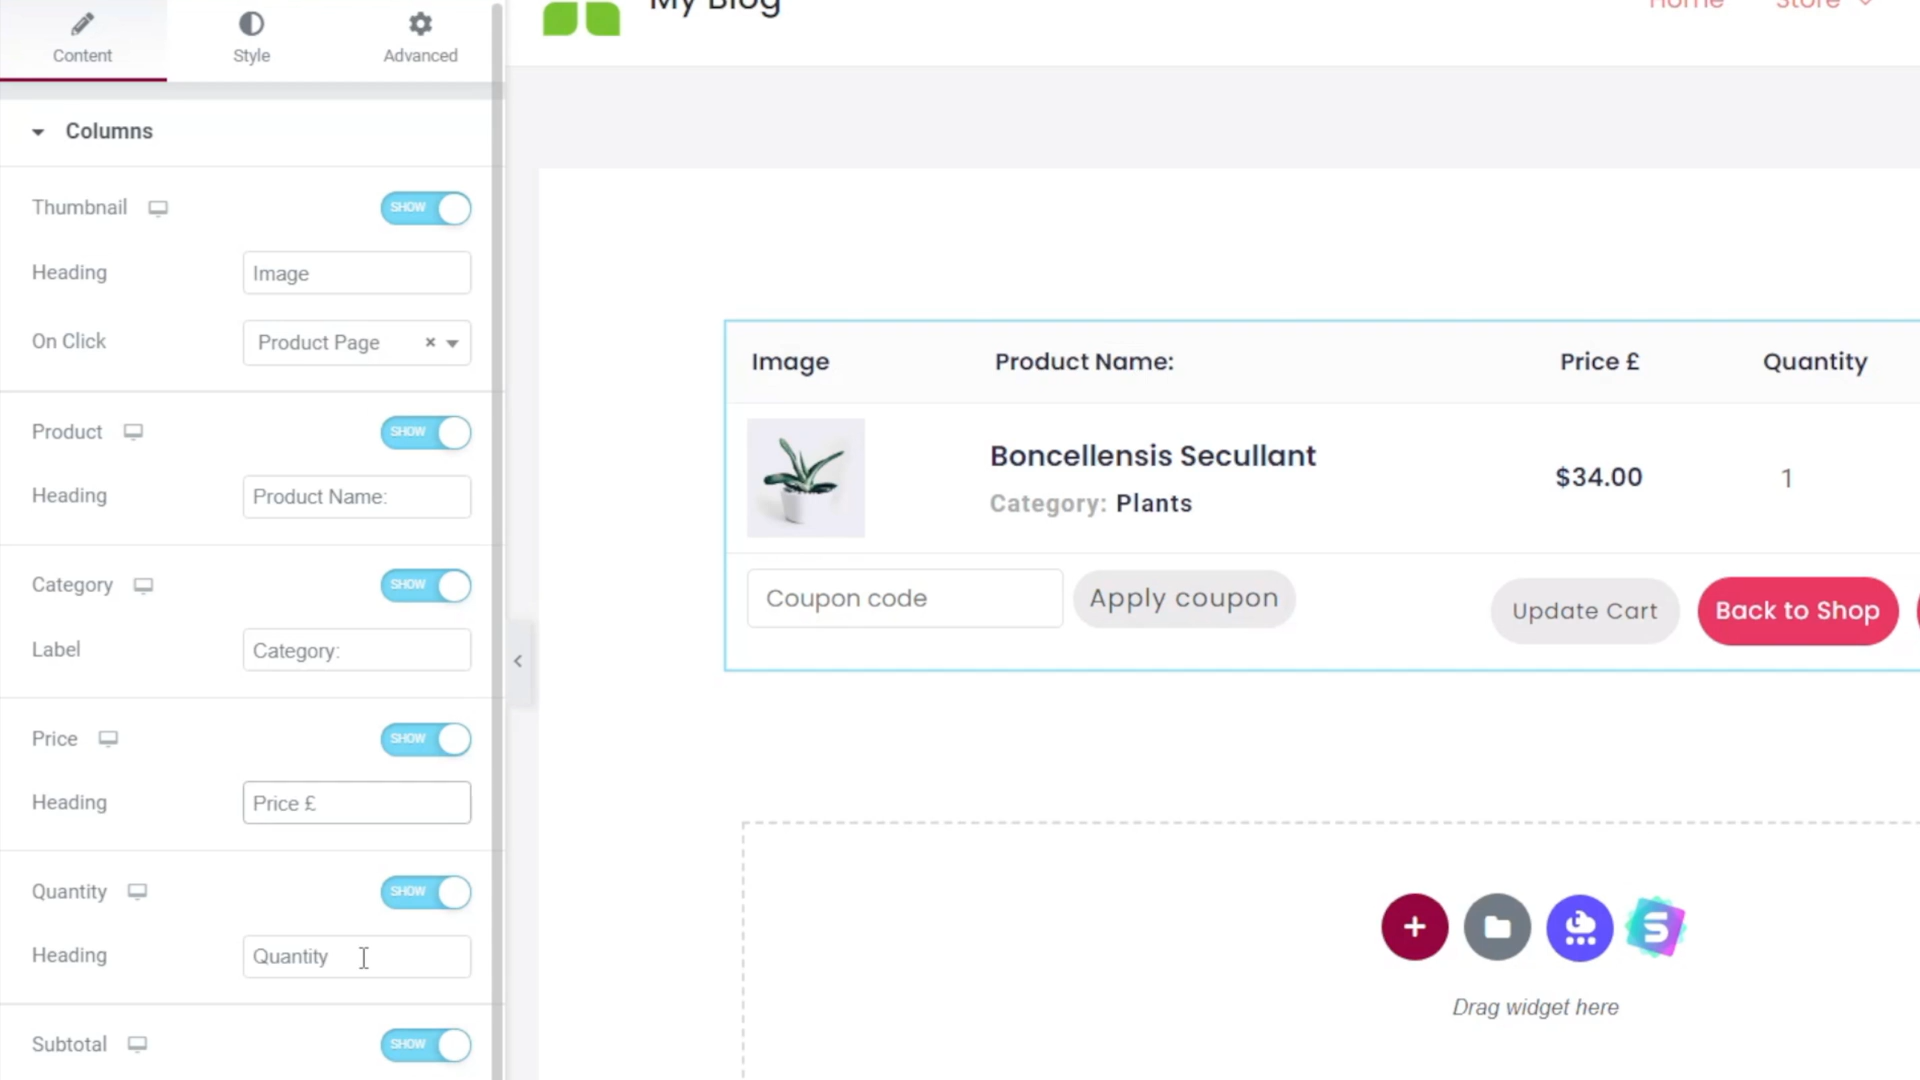 My Blog
Home
Store
Content
Style
Advanced
Columns
Thumbnail
SHOW
Heading
Image
On Click
Product Page
Product
SHOW
Heading
Product Name:
Category
SHOW
Label
Category:
Price
SHOW
Heading
Price £
Quantity
SHOW
Heading
Quantity
Subtotal
SHOW
Image
Product Name:
Price £
Quantity
Boncellensis Secullant
Category: Plants
$34.00
1
Coupon code
Apply coupon
Update Cart
Back to Shop
Drag widget here